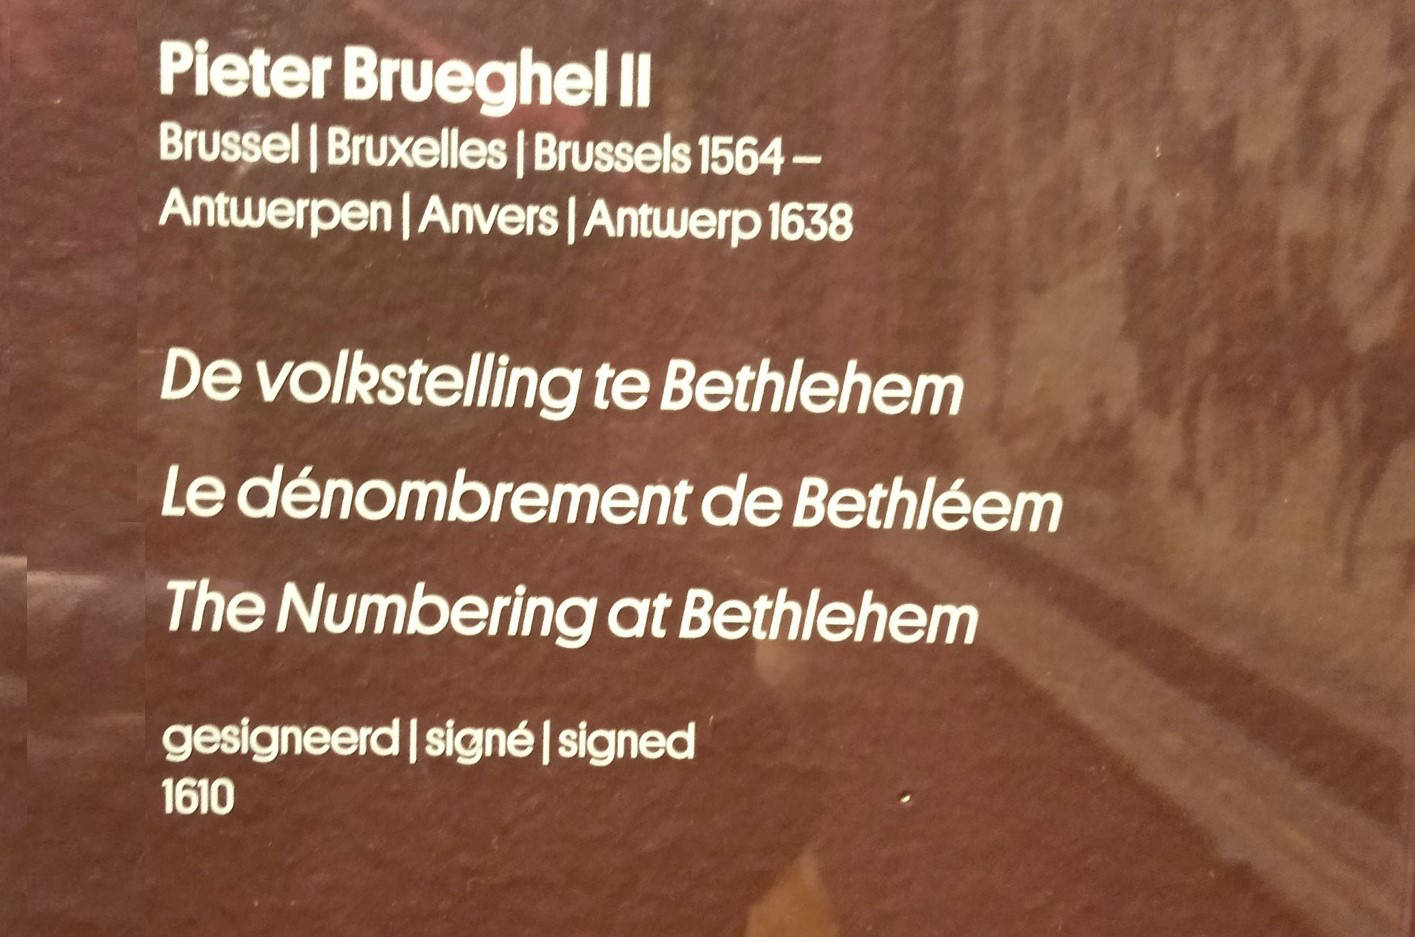 Pieter Brueghel II
Brussel | Bruxelles | Brussels 1564 –
Antwerpen | Anvers | Antwerp 1638
De volkstelling te Bethlehem
Le dénombrement de Bethléem
The Numbering at Bethlehem
gesigneerd | signé | signed
1610